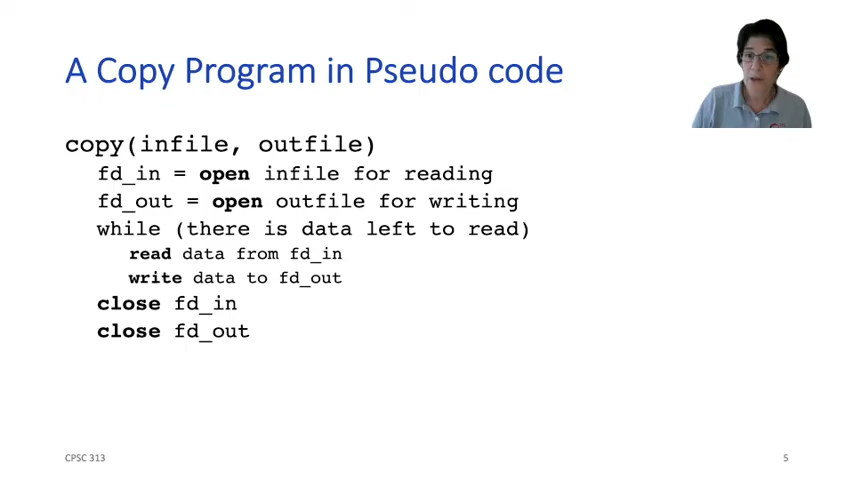 A Copy Program in Pseudo code
copy(infile, outfile)
fd_in = open infile for reading
fd_out = open outfile for writing
while (there is data left to read)
read data from fd_in
write data to fd_out
close fd_in
close fd_out
CPSC 313
5